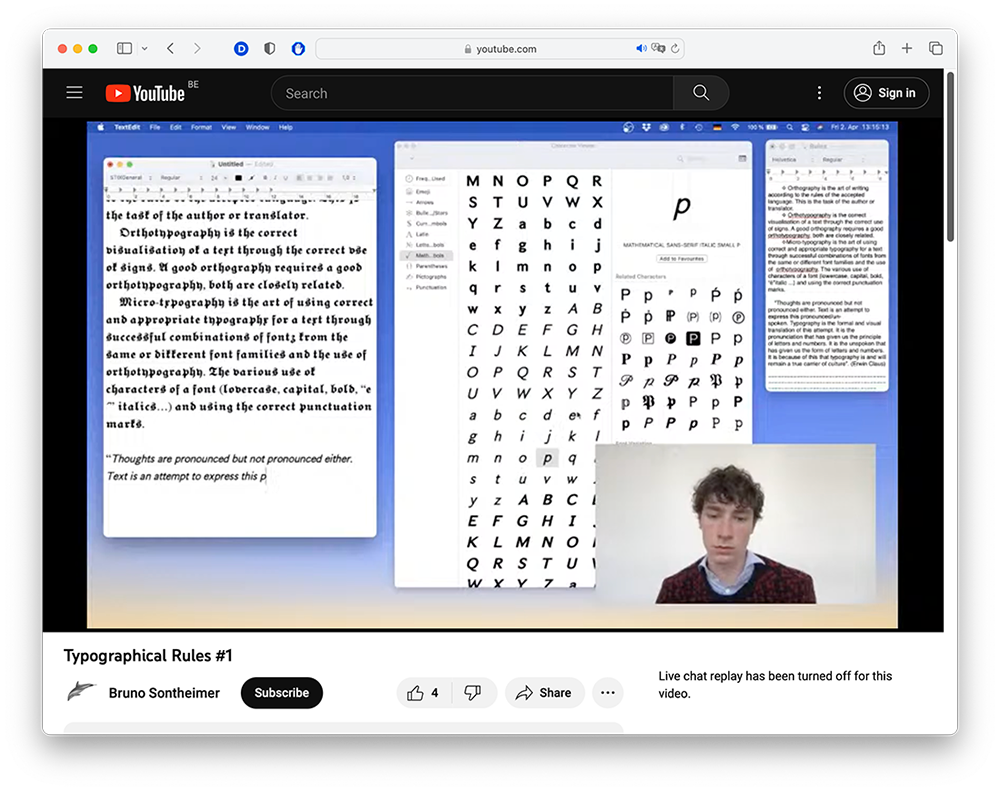 youtube.com
YouTube BE
Search
Sign in
TextEdit File Edit Format View Window Help
100 % Fri 2. Apr 13:15:13
Untitled — Edited
STIXGeneral Regular 14
the task of the author or translator.
Orthotypography is the correct
visualisation of a text through the correct use
of signs. A good orthography requires a good
orthotypography, both are closely related.
Micro-typography is the art of using correct
and appropriate typography for a text through
successful combinations of fonts from the
same or different font families and the use of
orthotypography. The various use of
characters of a font (lowercase, capital, bold, "e
italics...) and using the correct punctuation
marks.
“Thoughts are pronounced but not pronounced either.
Text is an attempt to express this p
Character Viewer
Emoji
Arrows
Latin
Parentheses
Pictographs
Punctuation
M N O P Q R
S T U V W X
Y Z a b c d
e f g h i j
k l m n o p
q r s t u v
w x y z A B
C D E F G H
I J K L M N
O P Q R S T
U V W X Y Z
a b c d e f
g h i j k l
m n o p q
s t u v w
y z A B C
E F G H I
K L M N O
Q R S T U
W X Y Z a
p
MATHEMATICAL SANS-SERIF ITALIC SMALL P
Add to Favourites
Related Characters
Rules
Helvetica Regular
Orthography is the art of writing
according to the rules of the accepted
language. This is the task of the author or
translator.
Orthotypography is the correct
visualisation of a text through the correct use
of signs. A good orthography requires a good
orthotypography, both are closely related.
Micro-typography is the art of using
correct and appropriate typography for a text
through successful combinations of fonts from
the same or different font families and the use
of orthotypography. The various use of
characters of a font (lowercase, capital, bold,
italic ...) and using the correct punctuation
marks.
"Thoughts are pronounced but not
pronounced either. Text is an attempt to
express this pronounced/un-
spoken. Typography is the formal and visual
translation of this attempt. It is the
pronunciation that has given us the principle
of letters and numbers. It is the unspoken that
has given us the form of letters and numbers.
It is because of this that typography is and will
remain a true carrier of culture". (Erwin Claus)
Typographical Rules #1
Bruno Sontheimer
Subscribe
4
Share
Live chat replay has been turned off for this
video.